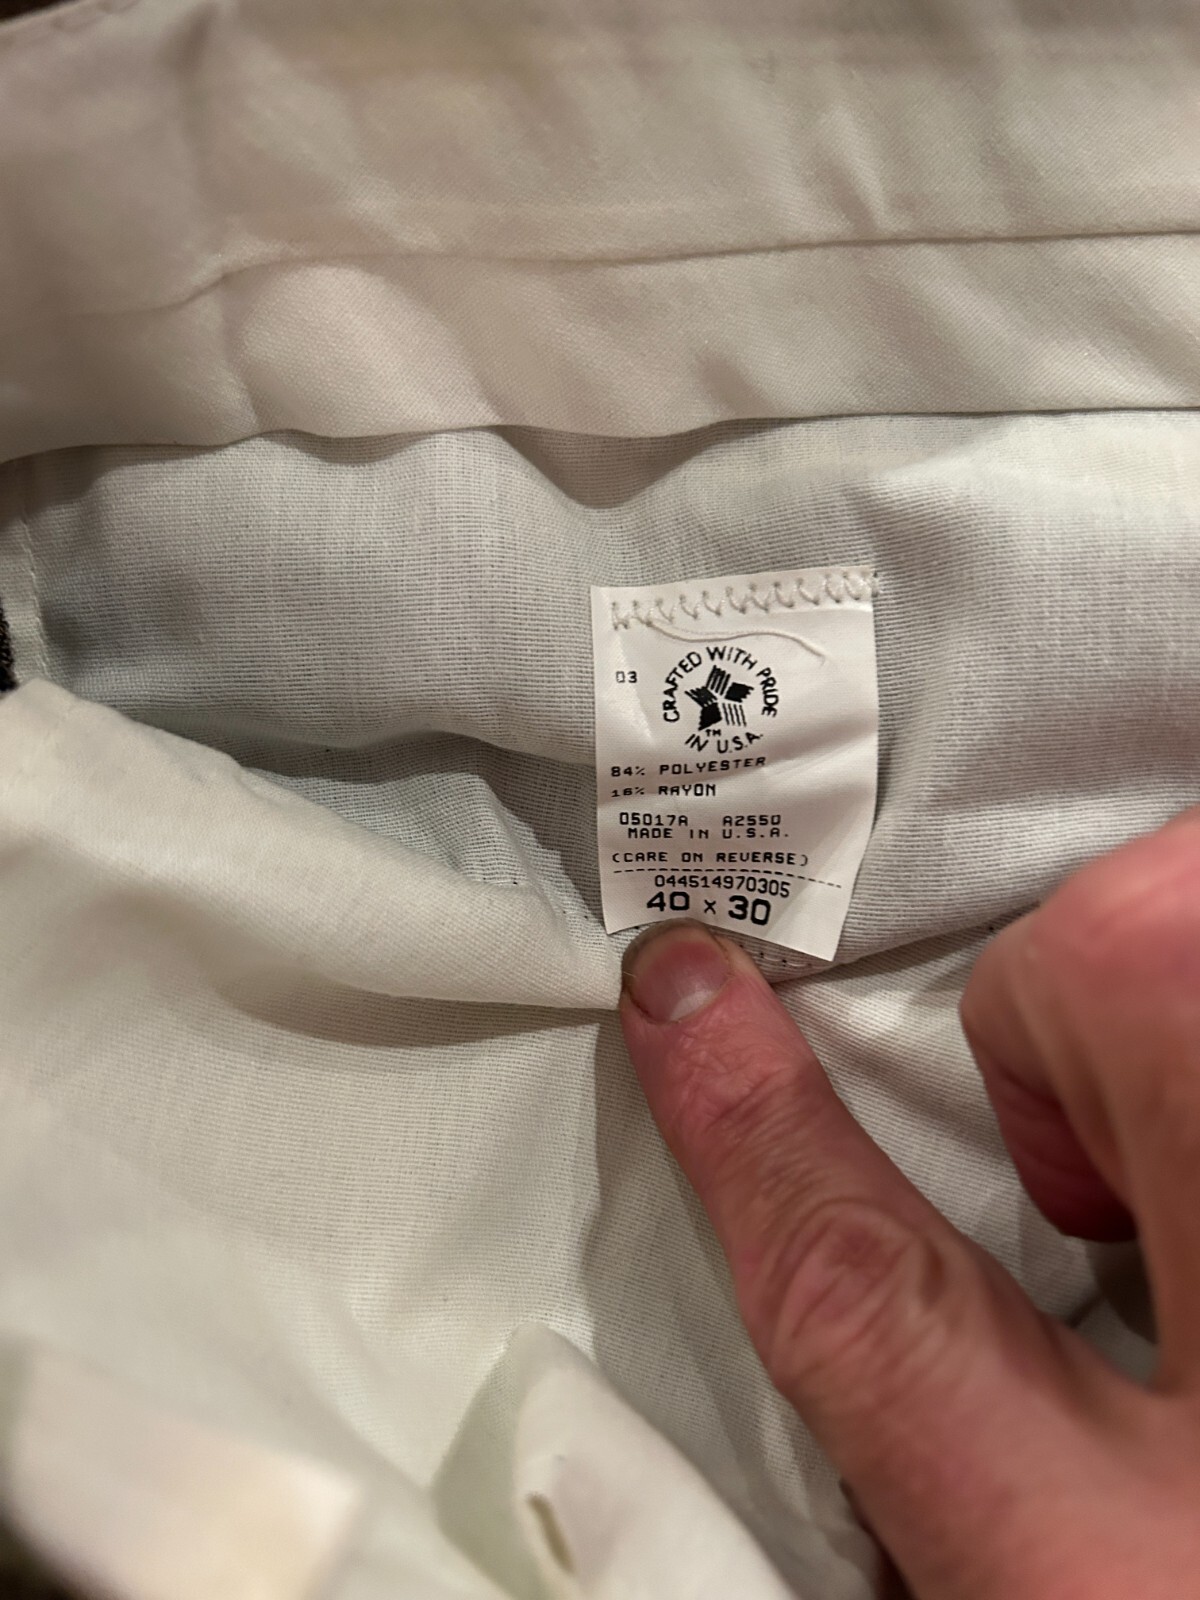 03
CRAFTED WITH PRIDE
IN U.S.A.
TM
84% POLYESTER
16% RAYON
05017A A2550
MADE IN U.S.A.
(CARE ON REVERSE)
044514970305
40 x 30